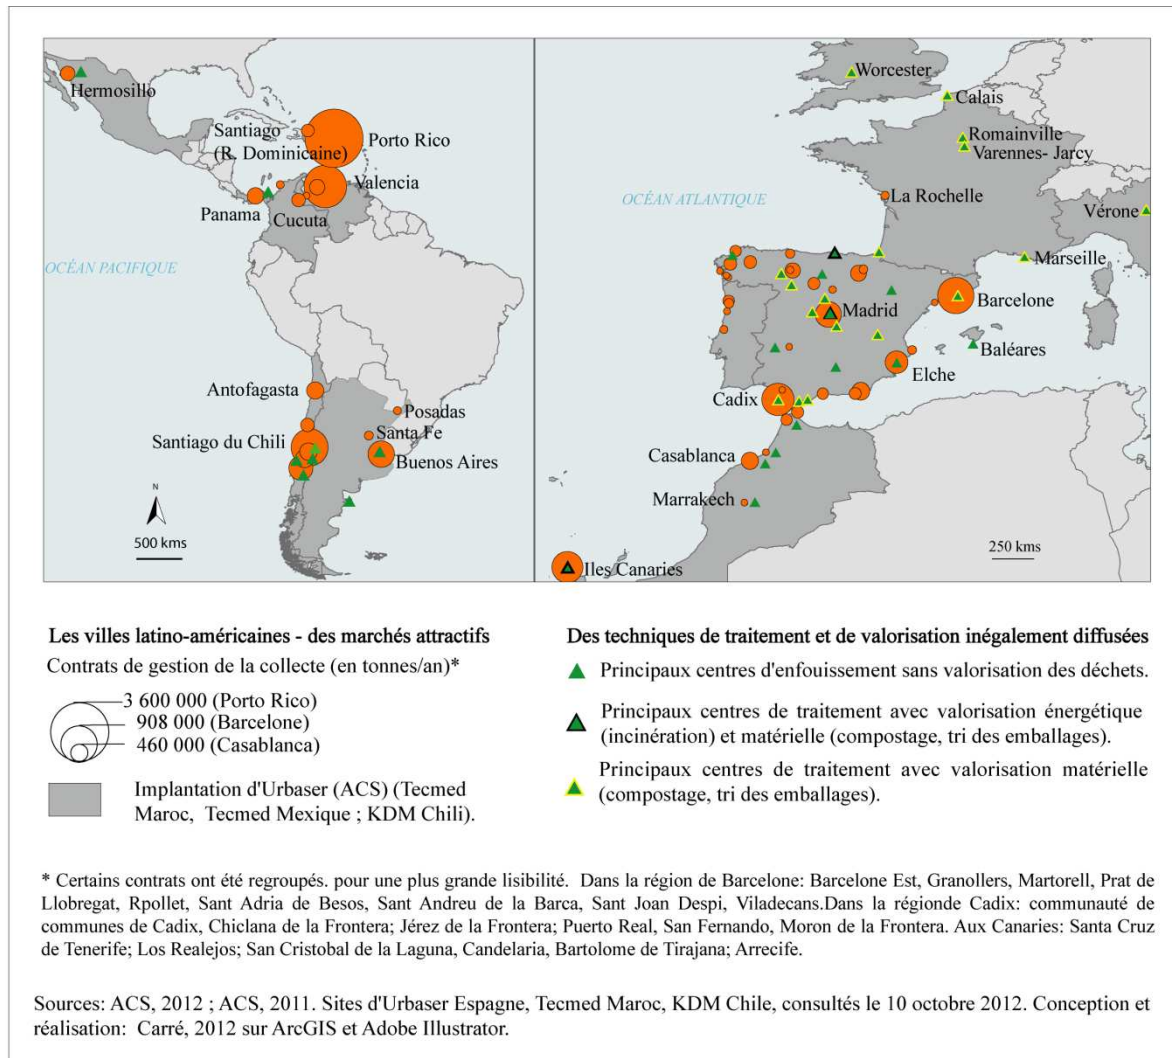 Hermosillo
Santiago
(R. Dominicaine)
Porto Rico
Valencia
Panama
Cucuta
OCÉAN PACIFIQUE
Antofagasta
Posadas
Santa Fe
Santiago du Chili
Buenos Aires
N
500 kms
Worcester
Calais
Romainville
Varennes- Jarcy
La Rochelle
OCÉAN ATLANTIQUE
Vérone
Marseille
Barcelone
Madrid
Baléares
Elche
Cadix
Casablanca
Marrakech
250 kms
Iles Canaries
Les villes latino-américaines - des marchés attractifs
Contrats de gestion de la collecte (en tonnes/an)*
3 600 000 (Porto Rico)
908 000 (Barcelone)
460 000 (Casablanca)
Implantation d'Urbaser (ACS) (Tecmed
Maroc, Tecmed Mexique ; KDM Chili).
Des techniques de traitement et de valorisation inégalement diffusées
Principaux centres d'enfouissement sans valorisation des déchets.
Principaux centres de traitement avec valorisation énergétique
(incinération) et matérielle (compostage, tri des emballages).
Principaux centres de traitement avec valorisation matérielle
(compostage, tri des emballages).
* Certains contrats ont été regroupés. pour une plus grande lisibilité. Dans la région de Barcelone: Barcelone Est, Granollers, Martorell, Prat de
Llobregat, Rpollet, Sant Adria de Besos, Sant Andreu de la Barca, Sant Joan Despi, Viladecans.Dans la régionde Cadix: communauté de
communes de Cadix, Chiclana de la Frontera; Jérez de la Frontera; Puerto Real, San Fernando, Moron de la Frontera. Aux Canaries: Santa Cruz
de Tenerife; Los Realejos; San Cristobal de la Laguna, Candelaria, Bartolome de Tirajana; Arrecife.
Sources: ACS, 2012 ; ACS, 2011. Sites d'Urbaser Espagne, Tecmed Maroc, KDM Chile, consultés le 10 octobre 2012. Conception et
réalisation: Carré, 2012 sur ArcGIS et Adobe Illustrator.